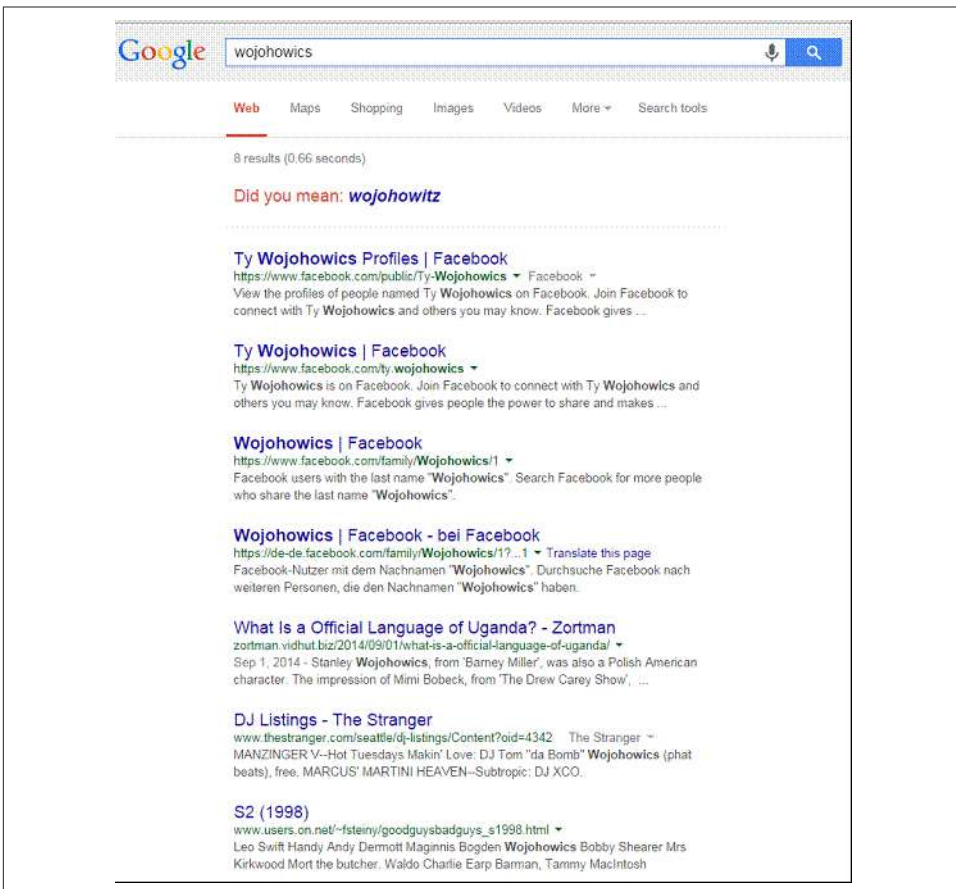 Google wojohowics
Web Maps Shopping Images Videos More Search tools
8 results (0.66 seconds)
Did you mean: wojohowitz
Ty Wojohowics Profiles | Facebook
https://www.facebook.com/public/Ty-Wojohowics Facebook
View the profiles of people named Ty Wojohowics on Facebook. Join Facebook to
connect with Ty Wojohowics and others you may know. Facebook gives ...
Ty Wojohowics | Facebook
https://www.facebook.com/ty.wojohowics
Ty Wojohowics is on Facebook. Join Facebook to connect with Ty Wojohowics and
others you may know. Facebook gives people the power to share and makes ...
Wojohowics | Facebook
https://www.facebook.com/family/Wojohowics/1
Facebook users with the last name "Wojohowics". Search Facebook for more people
who share the last name "Wojohowics".
Wojohowics | Facebook - bei Facebook
https://de-de.facebook.com/family/Wojohowics/1?...1 Translate this page
Facebook-Nutzer mit dem Nachnamen "Wojohowics". Durchsuche Facebook nach
weiteren Personen, die den Nachnamen "Wojohowics" haben.
What Is a Official Language of Uganda? - Zortman
zortman.vidhut.biz/2014/09/01/what-is-a-official-language-of-uganda/
Sep 1, 2014 - Stanley Wojohowics, from 'Barney Miller', was also a Polish American
character. The impression of Mimi Bobeck, from 'The Drew Carey Show', ...
DJ Listings - The Stranger
www.thestranger.com/seattle/dj-listings/Content?oid=4342 The Stranger
MANZINGER V--Hot Tuesdays Makin' Love: DJ Tom "da Bomb" Wojohowics (phat
beats), free. MARCUS' MARTINI HEAVEN--Subtropic: DJ XCO.
S2 (1998)
www.users.on.net/~fsteiny/goodguysbadguys_s1998.html
Leo Swift Handy Andy Dermott Maginnis Bogden Wojohowics Bobby Shearer Mrs
Kirkwood Mort the butcher. Waldo Charlie Earp Barman, Tammy MacIntosh